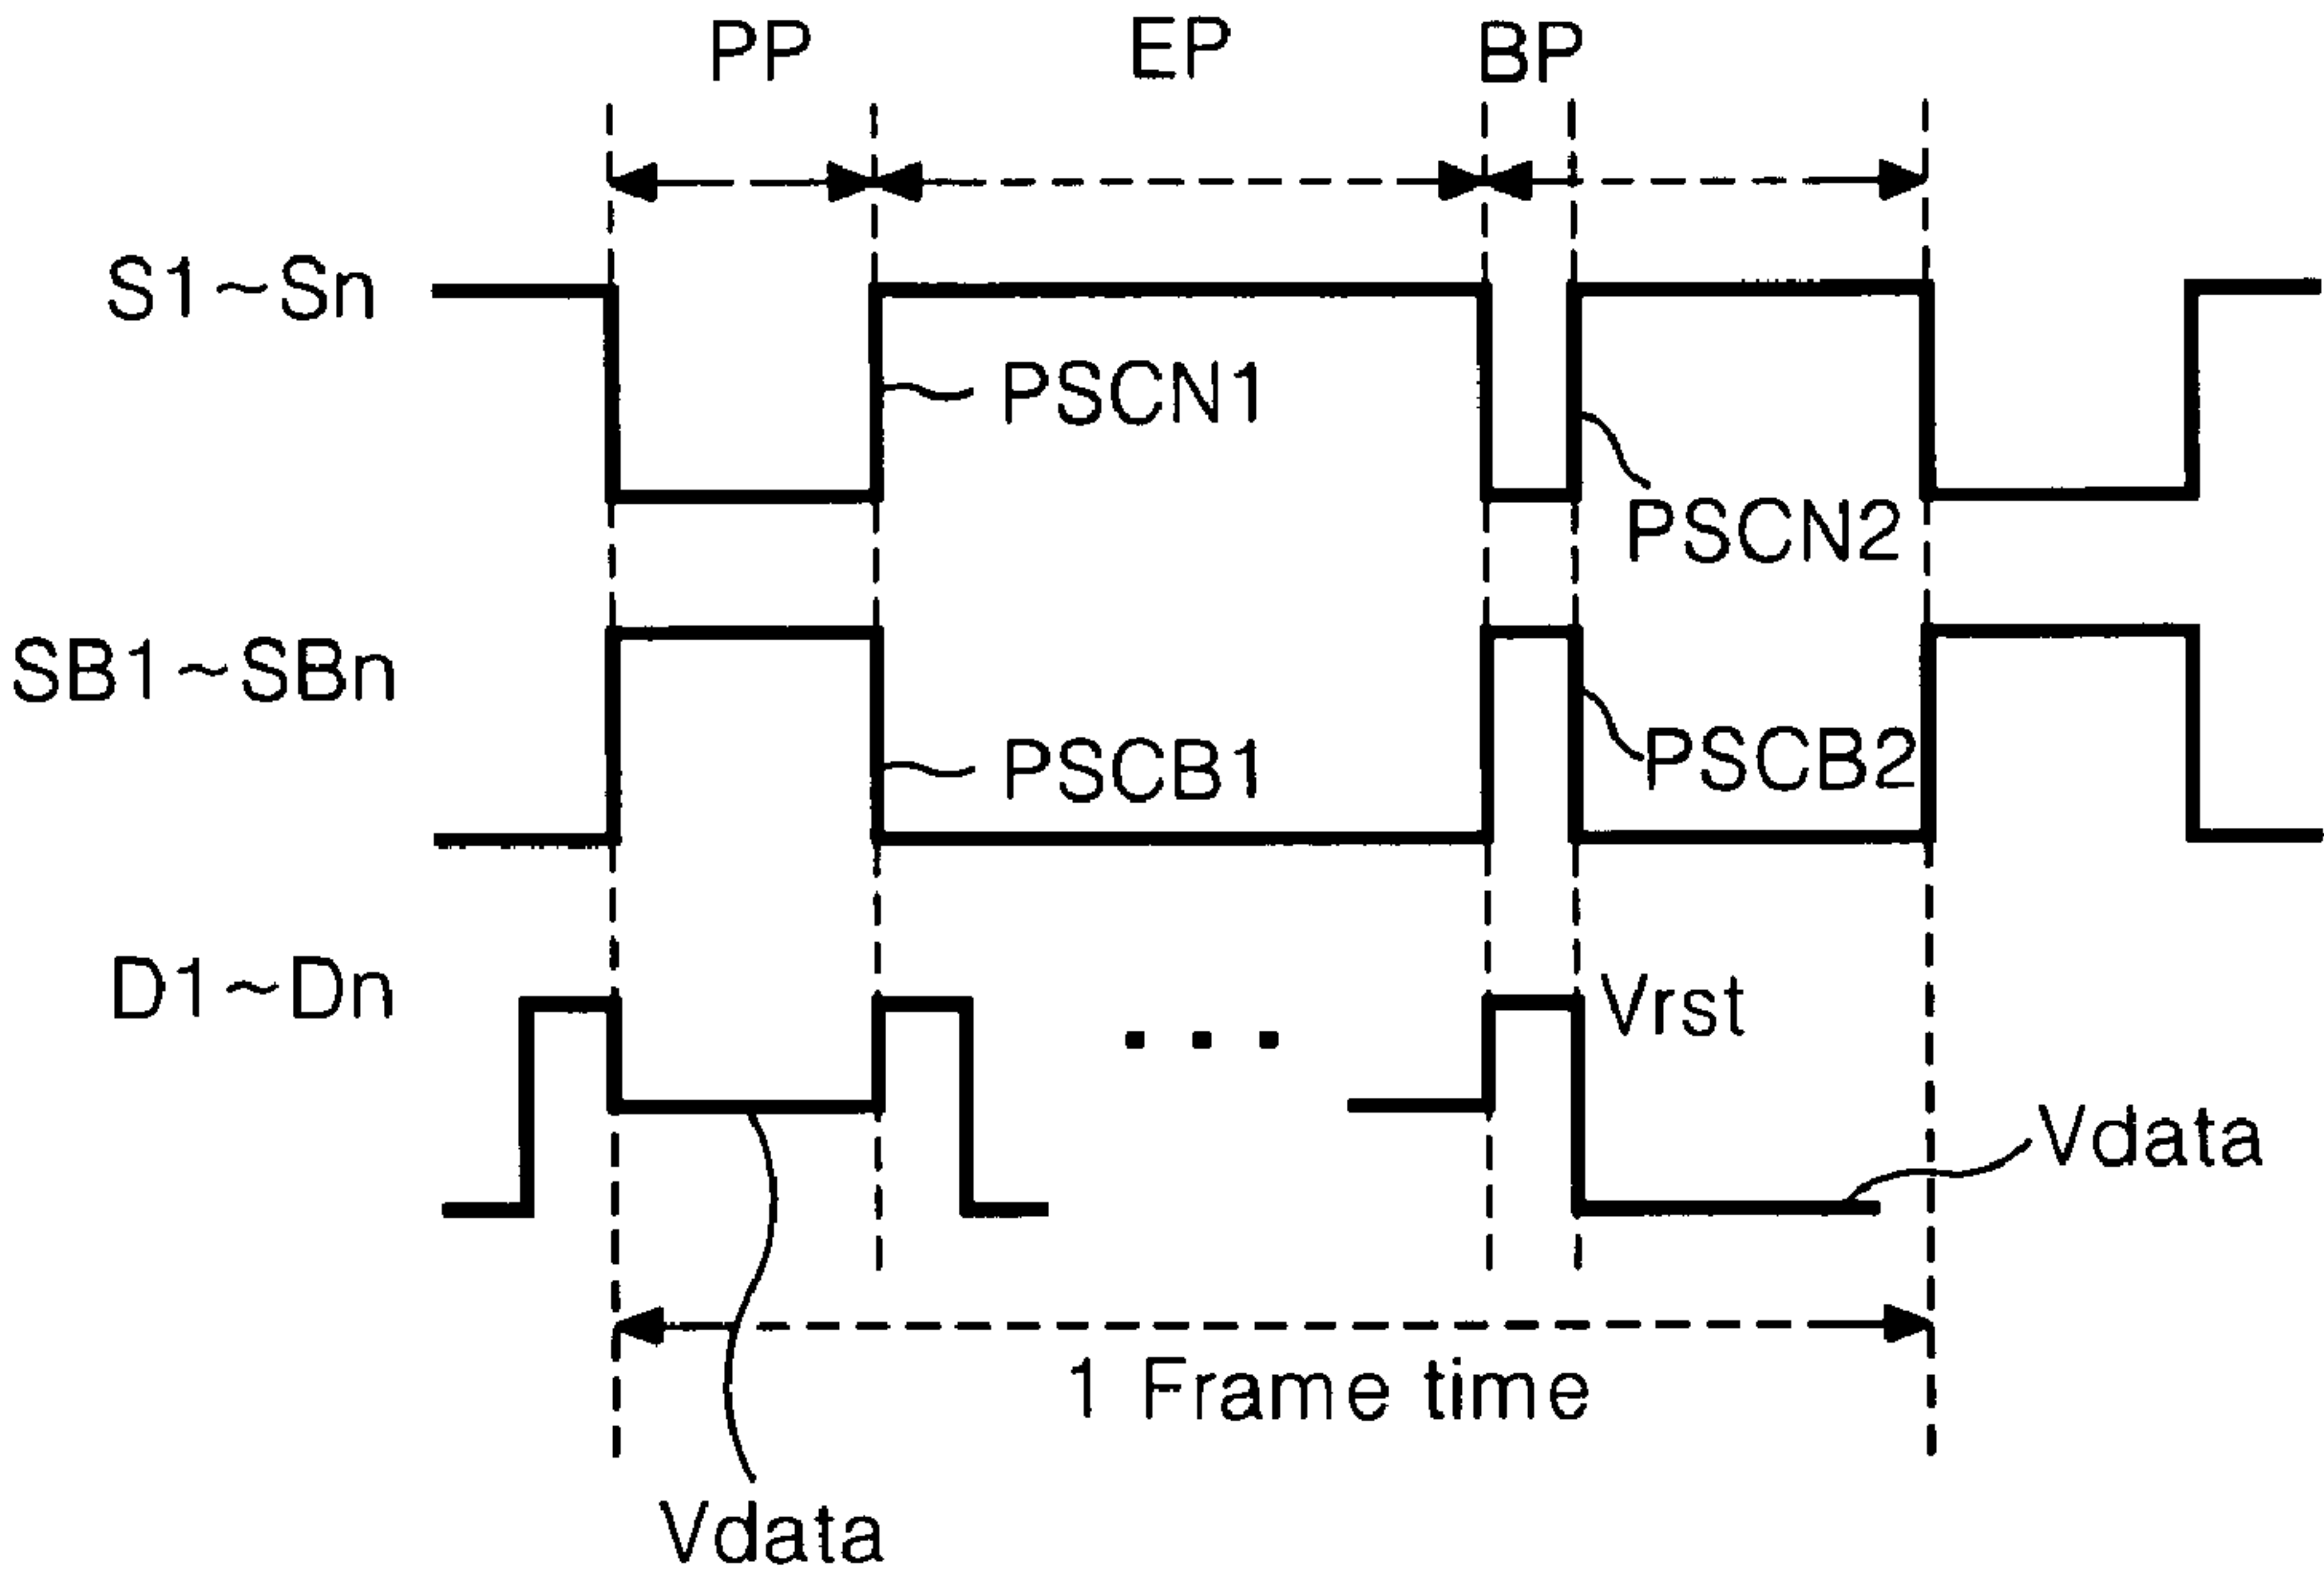 PP EP BP
S1~Sn
PSCN1
PSCN2
SB1~SBn
PSCB1
PSCB2
D1~Dn
Vrst
...
Vdata
1 Frame time
Vdata